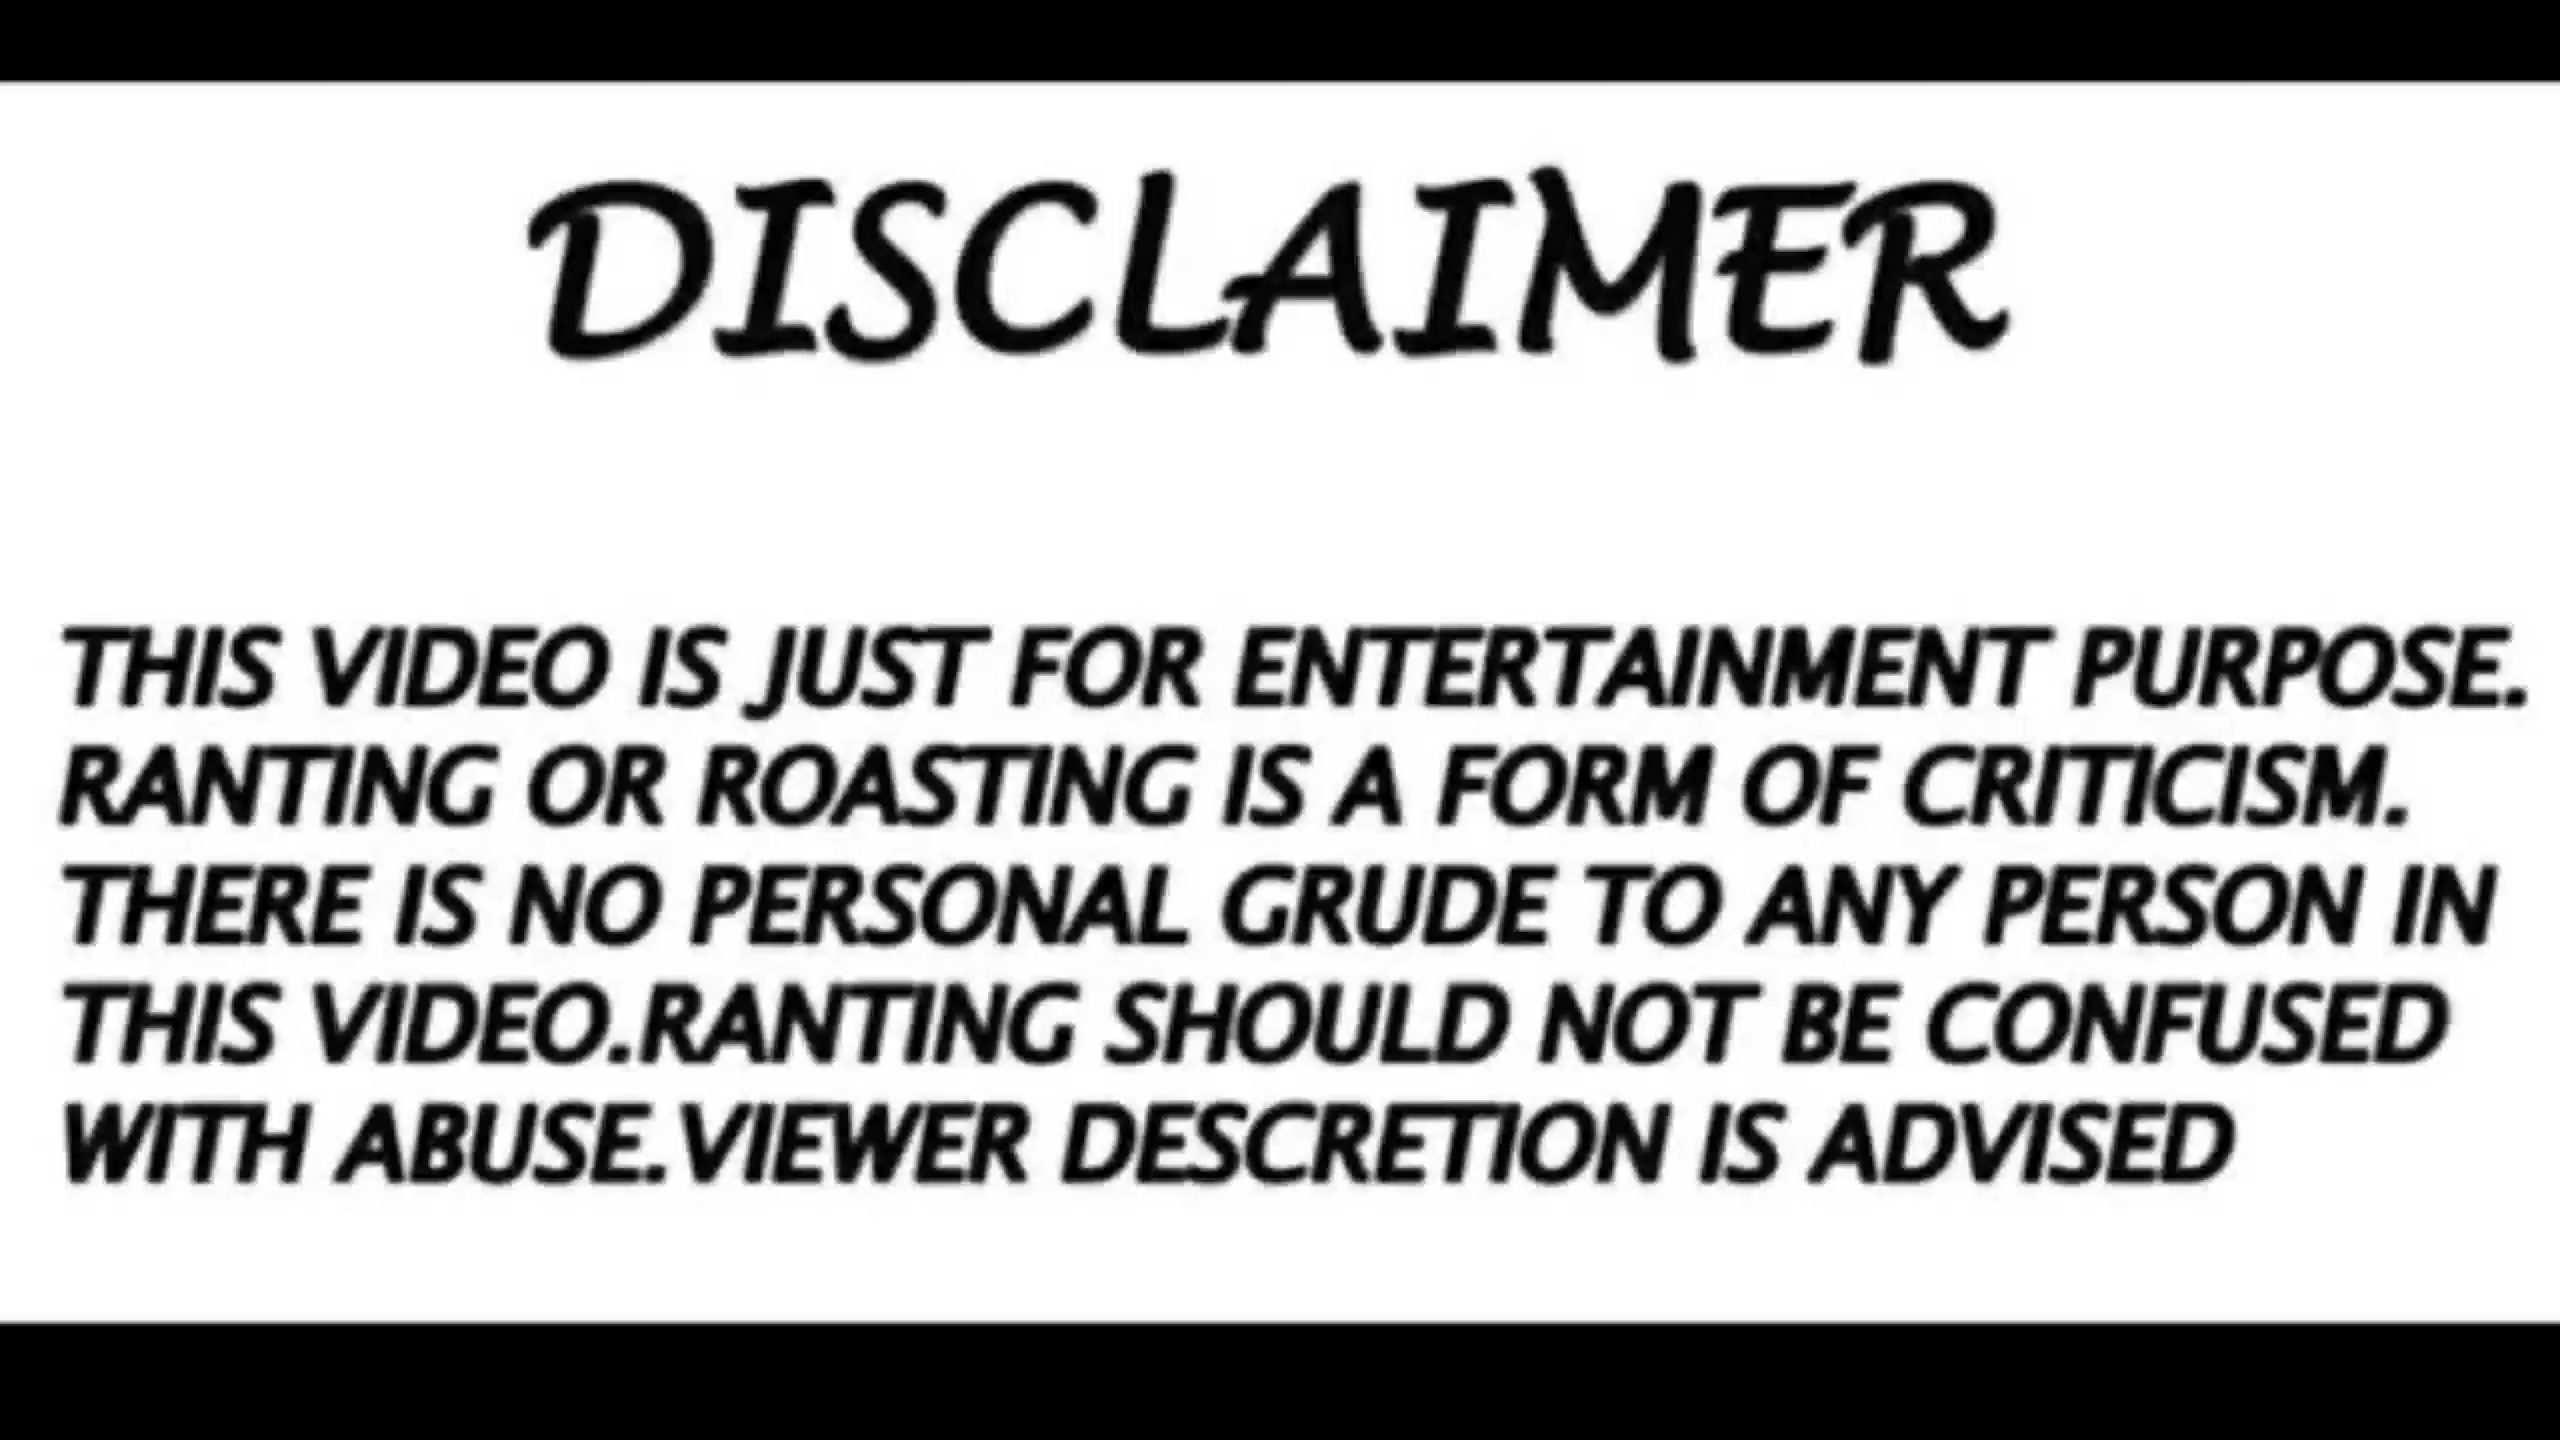 DISCLAIMER
THIS VIDEO IS JUST FOR ENTERTAINMENT PURPOSE.
RANTING OR ROASTING IS A FORM OF CRITICISM.
THERE IS NO PERSONAL GRUDE TO ANY PERSON IN
THIS VIDEO.RANTING SHOULD NOT BE CONFUSED
WITH ABUSE.VIEWER DESCRETION IS ADVISED